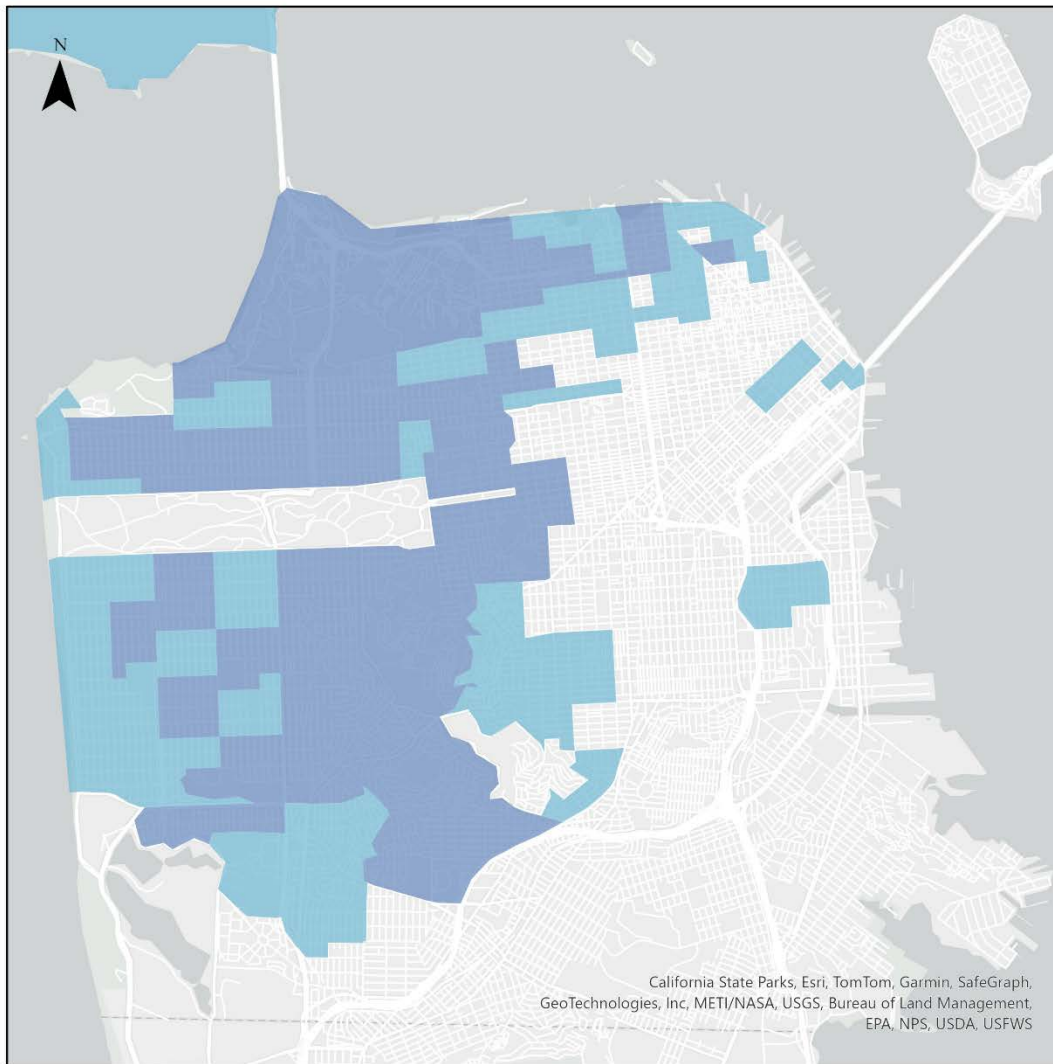 N
California State Parks, Esri, TomTom, Garmin, SafeGraph,
GeoTechnologies, Inc, METI/NASA, USGS, Bureau of Land Management,
EPA, NPS, USDA, USFWS